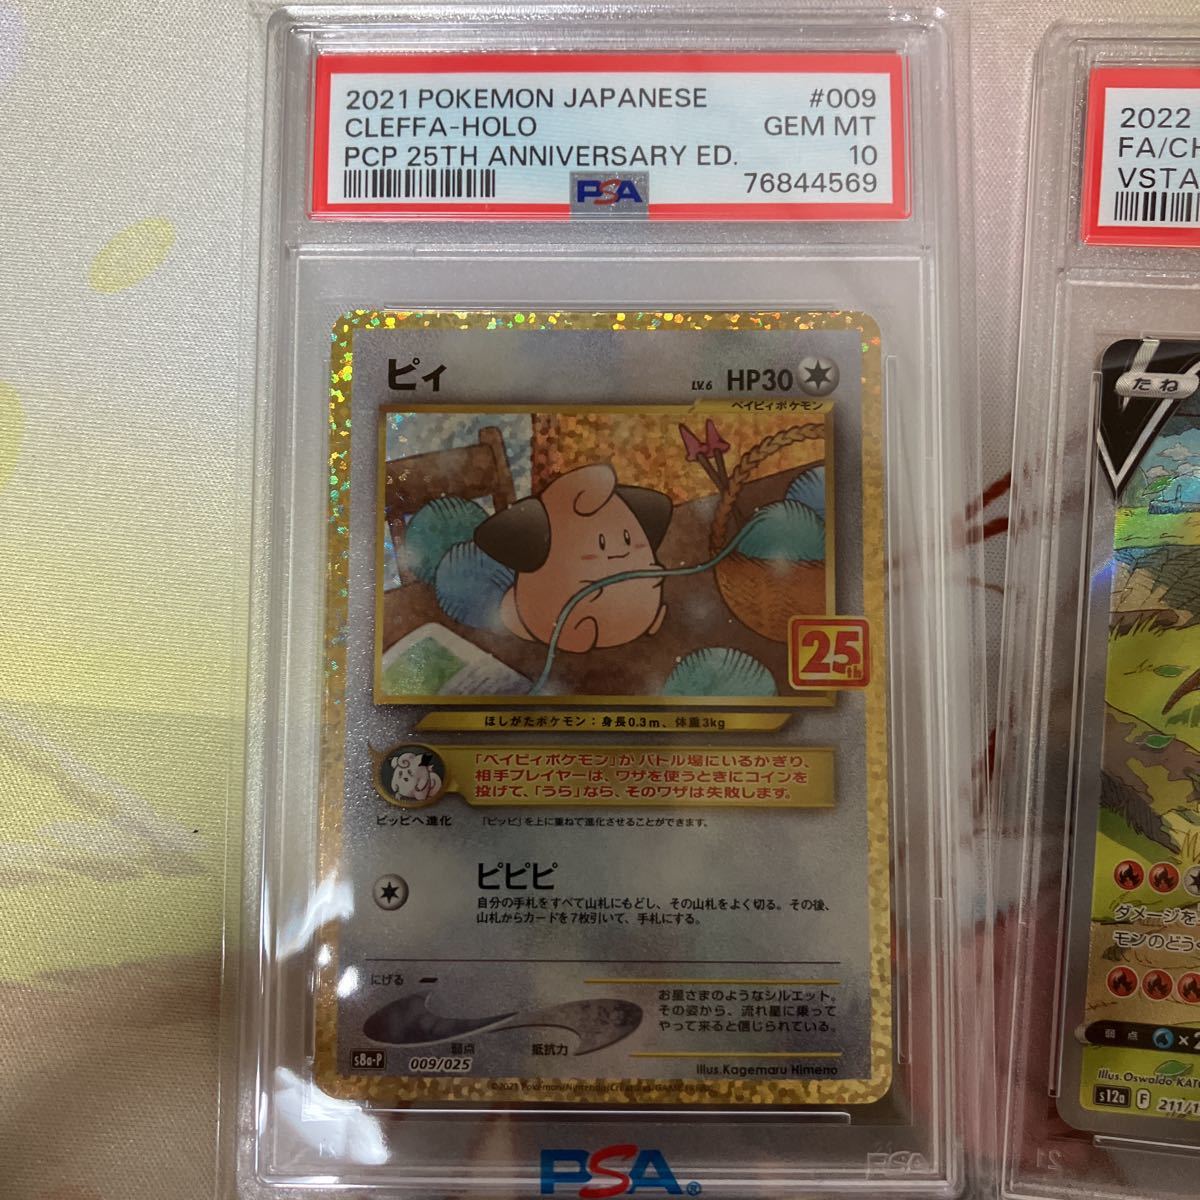 2021 POKEMON JAPANESE #009
CLEFFA-HOLO GEM MT
PCP 25TH ANNIVERSARY ED. 10
PSA 76844569
ピィ LV.6 HP30
ベイビィポケモン
25th
ほしがたポケモン：身長0.3m、体重3kg
「ベイビィポケモン」がバトル場にいるかぎり、
相手プレイヤーは、ワザを使うときにコインを
投げて、「うら」なら、そのワザは失敗します。
ピッピへ進化 「ピッピ」を上に重ねて進化させることができます。
ピピピ
自分の手札をすべて山札にもどし、その山札をよく切る。その後、
山札からカードを7枚引いて、手札にする。
にげる
お星さまのようなシルエット。
その姿から、流れ星に乗って
やって来ると信じられている。
弱点 抵抗力
s8a-P 009/025
Illus.Kagemaru Himeno
©2021 Pokémon/Nintendo/Creatures/GAME FREAK
PSA®
2022
FA/CH
VSTA
たね
ダメージを
モンのどう
弱点 ×2
Illus.Oswaldo KATO
s12a F 211/1